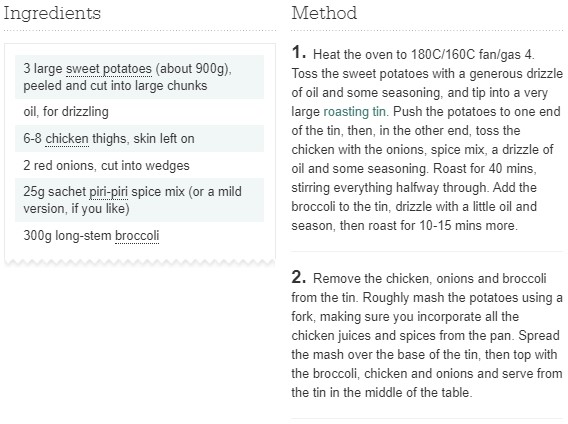 Ingredients
3 large sweet potatoes (about 900g),
peeled and cut into large chunks
oil, for drizzling
6-8 chicken thighs, skin left on
2 red onions, cut into wedges
25g sachet piri-piri spice mix (or a mild
version, if you like)
300g long-stem broccoli
Method
1. Heat the oven to 180C/160C fan/gas 4.
Toss the sweet potatoes with a generous drizzle
of oil and some seasoning, and tip into a very
large roasting tin. Push the potatoes to one end
of the tin, then, in the other end, toss the
chicken with the onions, spice mix, a drizzle of
oil and some seasoning. Roast for 40 mins,
stirring everything halfway through. Add the
broccoli to the tin, drizzle with a little oil and
season, then roast for 10-15 mins more.
2. Remove the chicken, onions and broccoli
from the tin. Roughly mash the potatoes using a
fork, making sure you incorporate all the
chicken juices and spices from the pan. Spread
the mash over the base of the tin, then top with
the broccoli, chicken and onions and serve from
the tin in the middle of the table.